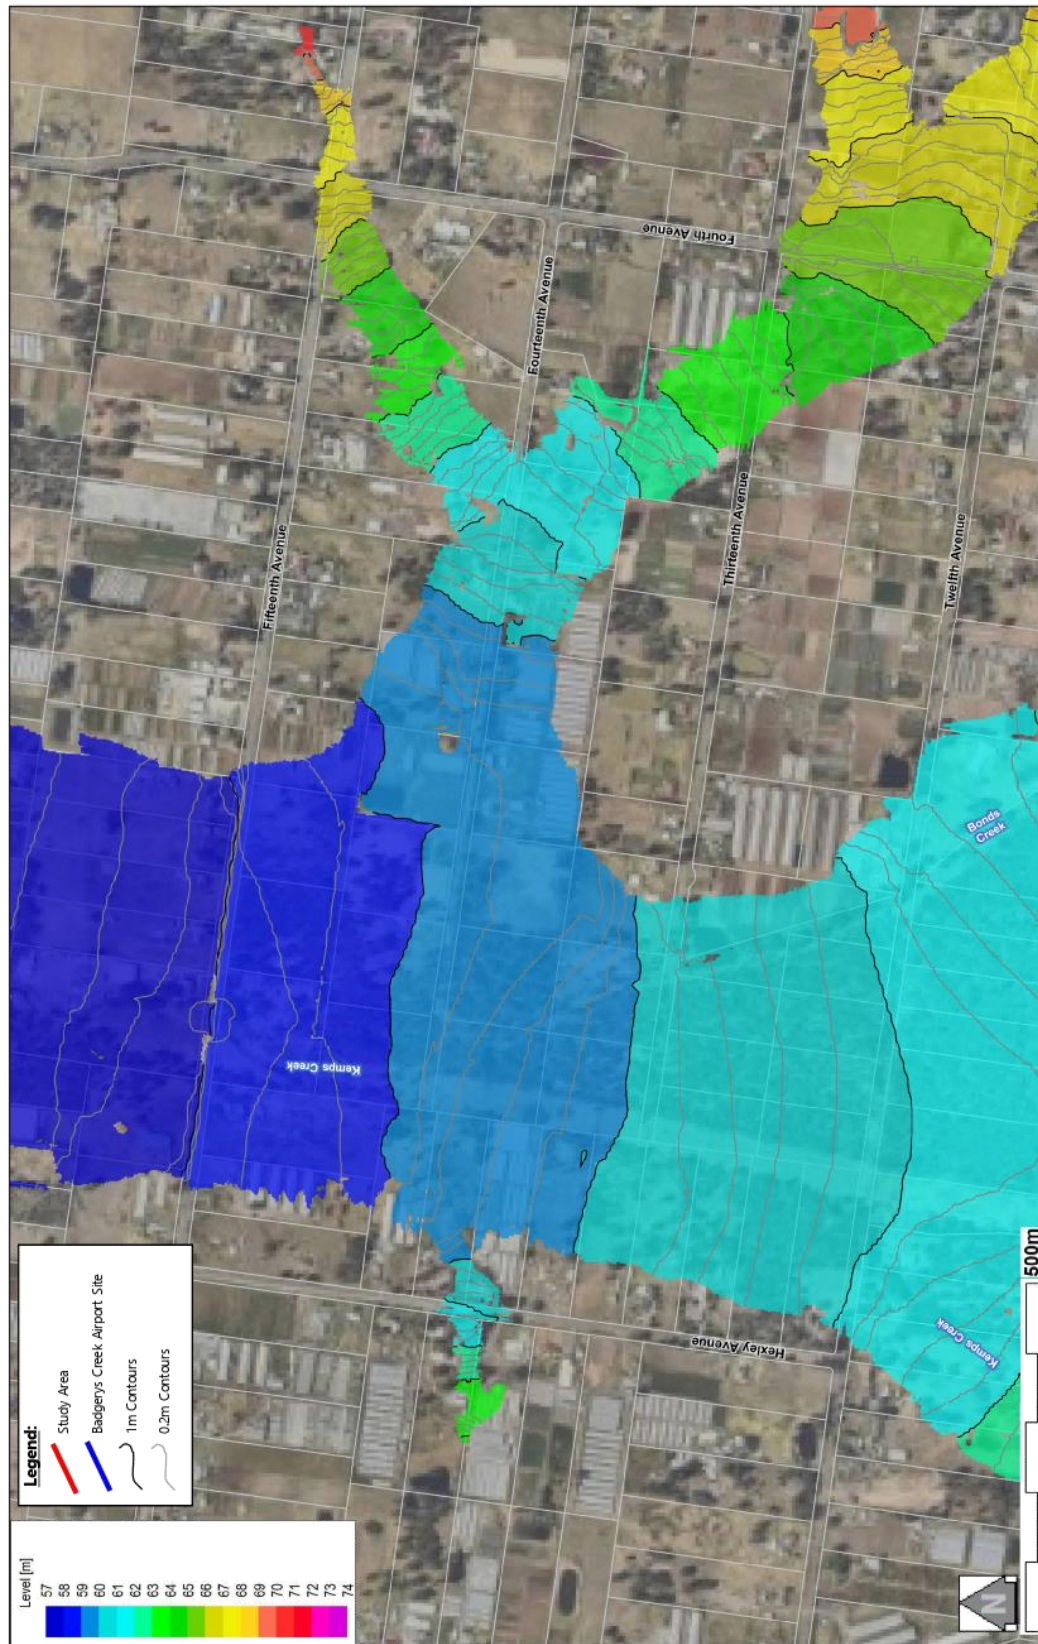 Level [m]
57
58
59
60
61
62
63
64
65
66
67
68
69
70
71
72
73
74
Legend:
Study Area
Badgerys Creek Airport Site
1m Contours
0.2m Contours
Fifteenth Avenue
Fourteenth Avenue
Fourth Avenue
Thirteenth Avenue
Twelfth Avenue
Hexley Avenue
Kemps Creek
Bonds
Creek
Kemps Creek
N
500m